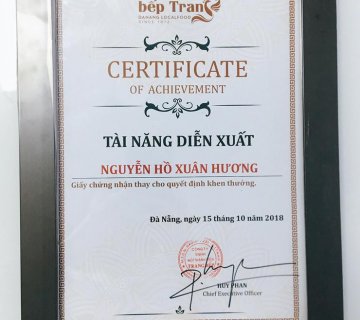 bếp Trang
DANANG LOCALFOOD
CERTIFICATE
OF ACHIEVEMENT
TÀI NĂNG DIỄN XUẤT
NGUYỄN HỒ XUÂN HƯƠNG
Giấy chứng nhận thay cho quyết định khen thưởng.
Đà Nẵng, ngày 15 tháng 10 năm 2018
HUY PHAN
Chief Executive Officer